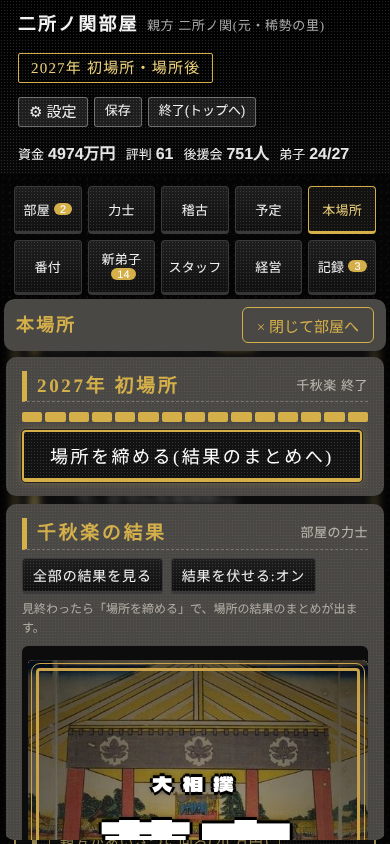 二所ノ関部屋 親方 二所ノ関(元・稀勢の里)
2027年 初場所・場所後
⚙ 設定 保存 終了(トップへ)
資金 4974万円 評判 61 後援会 751人 弟子 24/27
部屋 2 力士 稽古 予定 本場所
番付 新弟子 14 スタッフ 経営 記録 3
本場所 × 閉じて部屋へ
2027年 初場所 千秋楽 終了
場所を締める(結果のまとめへ)
千秋楽の結果 部屋の力士
全部の結果を見る 結果を伏せる:オン
見終わったら「場所を締める」で、場所の結果のまとめが出ま
す。
大相撲